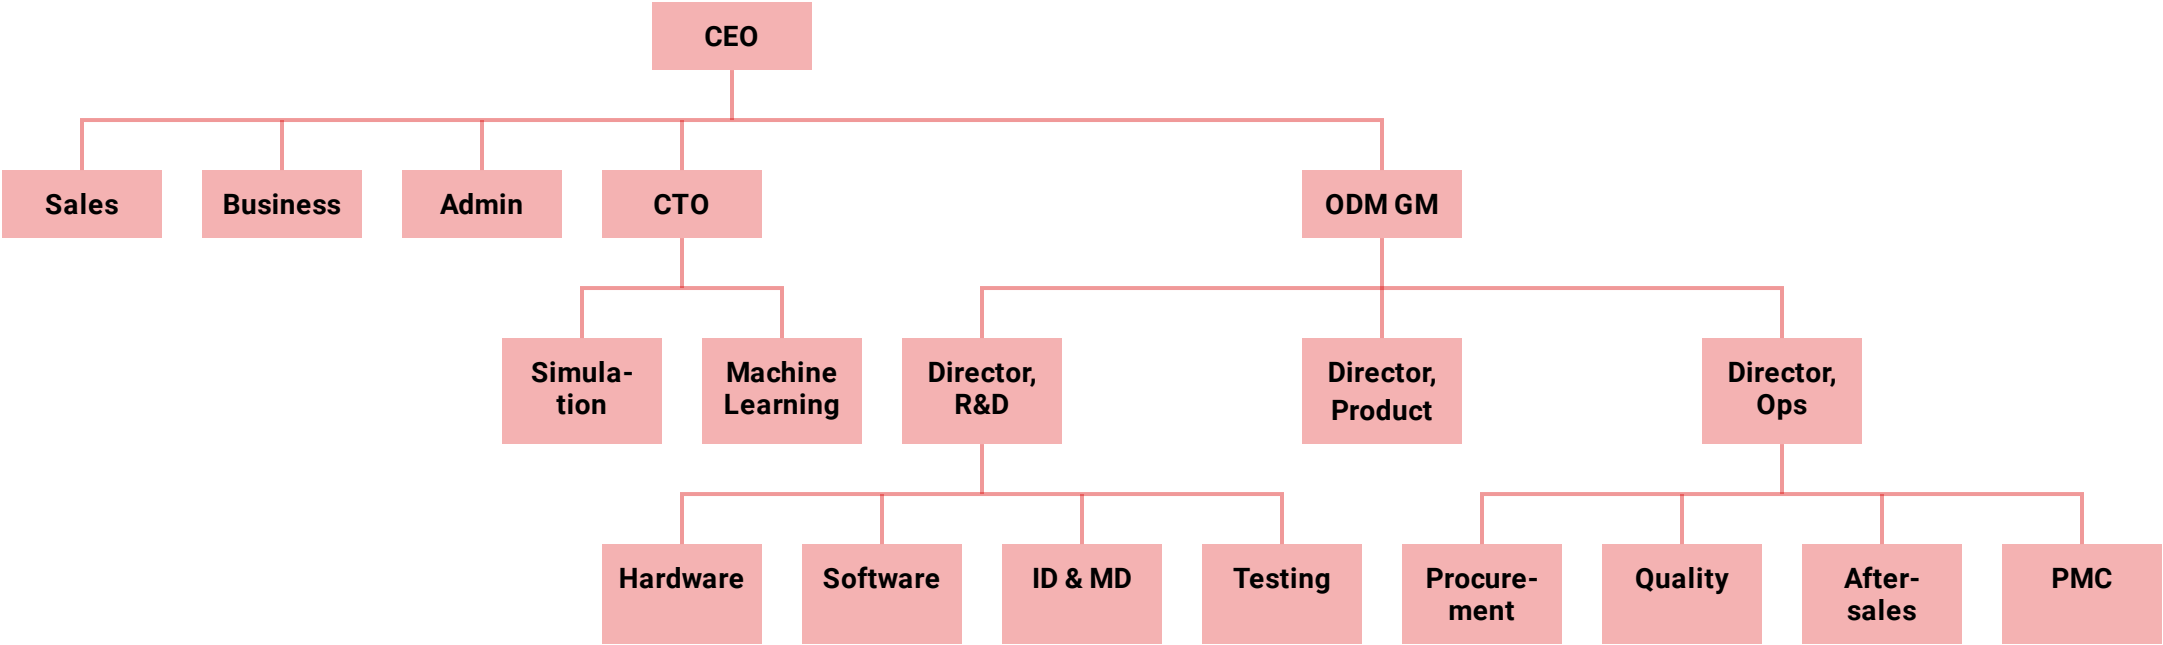 CEO
Sales
Business
Admin
CTO
ODM GM
Simula-
tion
Machine
Learning
Director,
R&D
Director,
Product
Director,
Ops
Hardware
Software
ID & MD
Testing
Procure-
ment
Quality
After-
sales
PMC